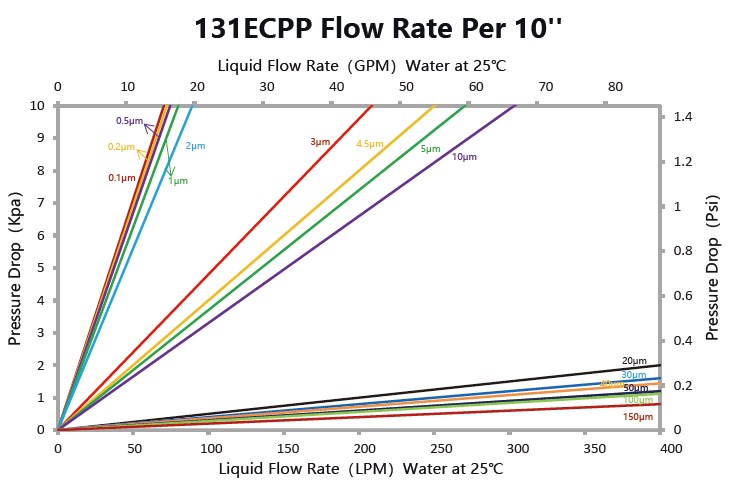 131ECPP Flow Rate Per 10''
Liquid Flow Rate（GPM）Water at 25℃
0 10 20 30 40 50 60 70 80
10 9 8 7 6 5 4 3 2 1 0
Pressure Drop（Kpa）
1.4 1.2 1 0.8 0.6 0.4 0.2 0
Pressure Drop（Psi）
0.5μm
0.2μm
0.1μm
1μm
2μm
3μm
4.5μm
5μm
10μm
20μm
30μm
50μm
100μm
150μm
0 50 100 150 200 250 300 350 400
Liquid Flow Rate（LPM）Water at 25℃